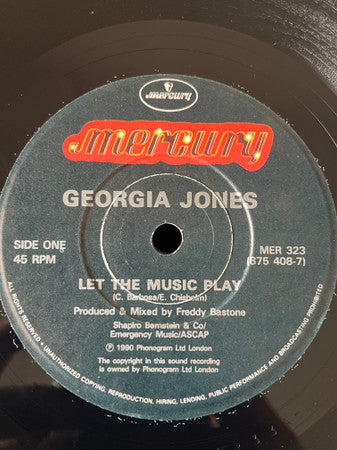 mercury
mercury
GEORGIA JONES
SIDE ONE
45 RPM
MER 323
(875 408-7)
LET THE MUSIC PLAY
(C. Barbosa/E. Chisholm)
Produced & Mixed by Freddy Bastone
Shapiro Bernstein & Co/
Emergency Music/ASCAP
℗ 1990 Phonogram Ltd London
The copyright in this sound recording
is owned by Phonogram Ltd London
ALL RIGHTS RESERVED • UNAUTHORIZED COPYING, REPRODUCTION, HIRING, LENDING, PUBLIC PERFORMANCE AND BROADCASTING PROHIBITED